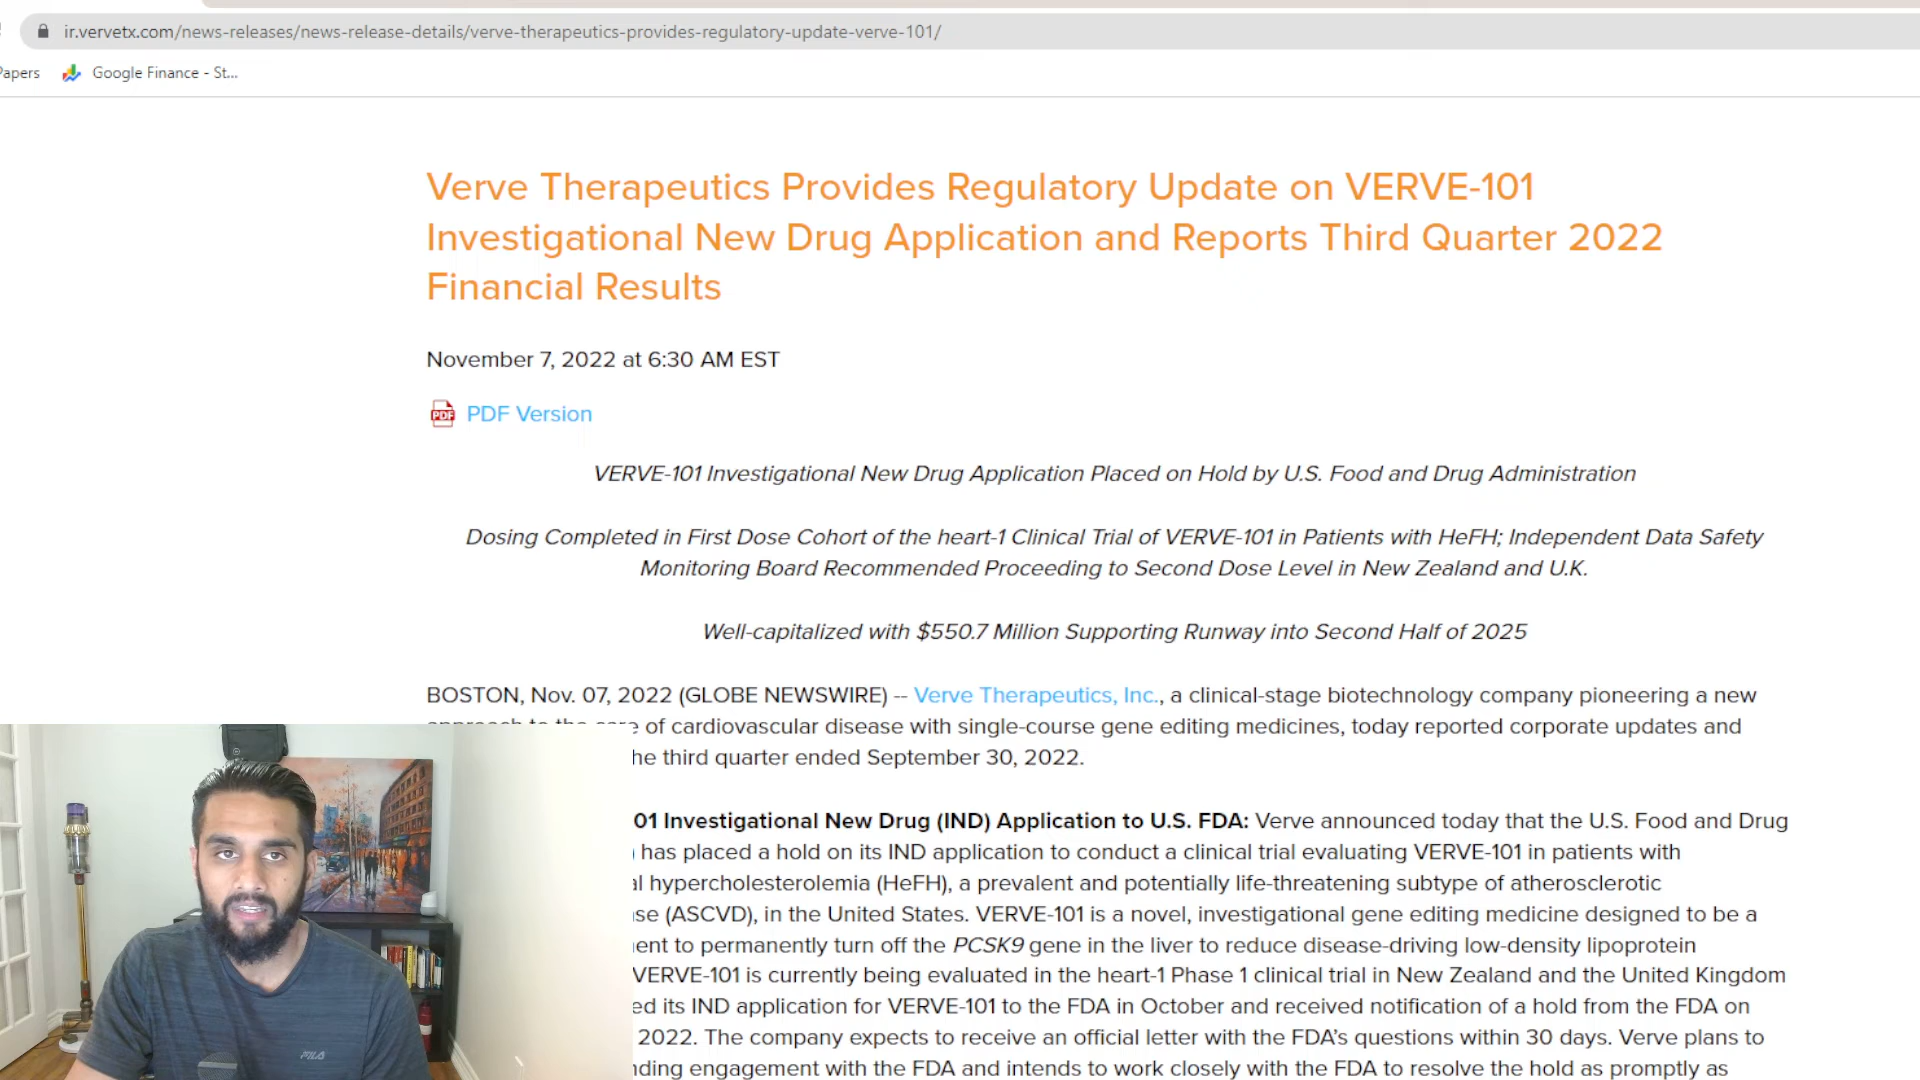 ir.vervetx.com/news-releases/news-release-details/verve-therapeutics-provides-regulatory-update-verve-101/
Papers Google Finance - St...
Verve Therapeutics Provides Regulatory Update on VERVE-101
Investigational New Drug Application and Reports Third Quarter 2022
Financial Results
November 7, 2022 at 6:30 AM EST
PDF PDF Version
VERVE-101 Investigational New Drug Application Placed on Hold by U.S. Food and Drug Administration
Dosing Completed in First Dose Cohort of the heart-1 Clinical Trial of VERVE-101 in Patients with HeFH; Independent Data Safety
Monitoring Board Recommended Proceeding to Second Dose Level in New Zealand and U.K.
Well-capitalized with $550.7 Million Supporting Runway into Second Half of 2025
BOSTON, Nov. 07, 2022 (GLOBE NEWSWIRE) -- Verve Therapeutics, Inc., a clinical-stage biotechnology company pioneering a new
approach to the care of cardiovascular disease with single-course gene editing medicines, today reported corporate updates and
he third quarter ended September 30, 2022.
01 Investigational New Drug (IND) Application to U.S. FDA: Verve announced today that the U.S. Food and Drug
) has placed a hold on its IND application to conduct a clinical trial evaluating VERVE-101 in patients with
al hypercholesterolemia (HeFH), a prevalent and potentially life-threatening subtype of atherosclerotic
se (ASCVD), in the United States. VERVE-101 is a novel, investigational gene editing medicine designed to be a
ent to permanently turn off the PCSK9 gene in the liver to reduce disease-driving low-density lipoprotein
VERVE-101 is currently being evaluated in the heart-1 Phase 1 clinical trial in New Zealand and the United Kingdom
ed its IND application for VERVE-101 to the FDA in October and received notification of a hold from the FDA on
2022. The company expects to receive an official letter with the FDA's questions within 30 days. Verve plans to
nding engagement with the FDA and intends to work closely with the FDA to resolve the hold as promptly as
FILA